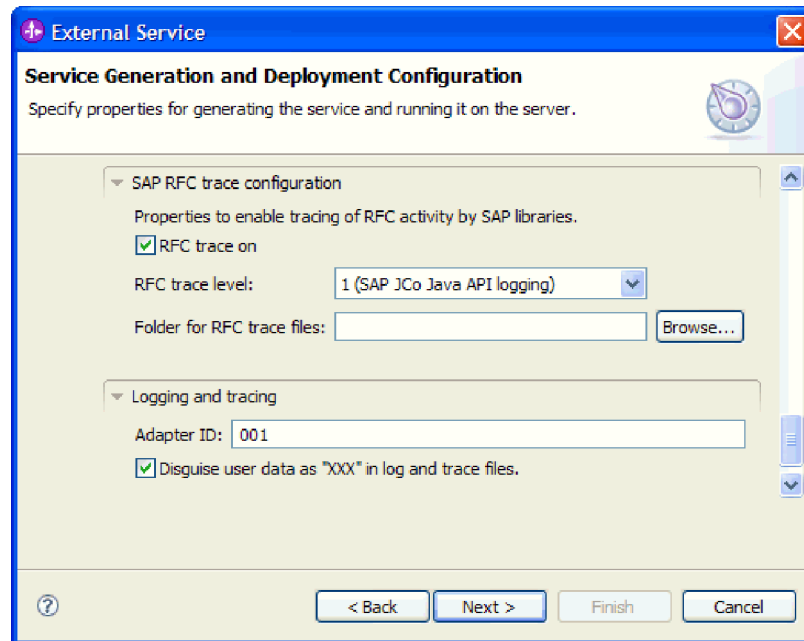 External Service
Service Generation and Deployment Configuration
Specify properties for generating the service and running it on the server.
SAP RFC trace configuration
Properties to enable tracing of RFC activity by SAP libraries.
RFC trace on
RFC trace level: 1 (SAP JCo Java API logging)
Folder for RFC trace files: Browse...
Logging and tracing
Adapter ID: 001
Disguise user data as "XXX" in log and trace files.
? < Back Next > Finish Cancel